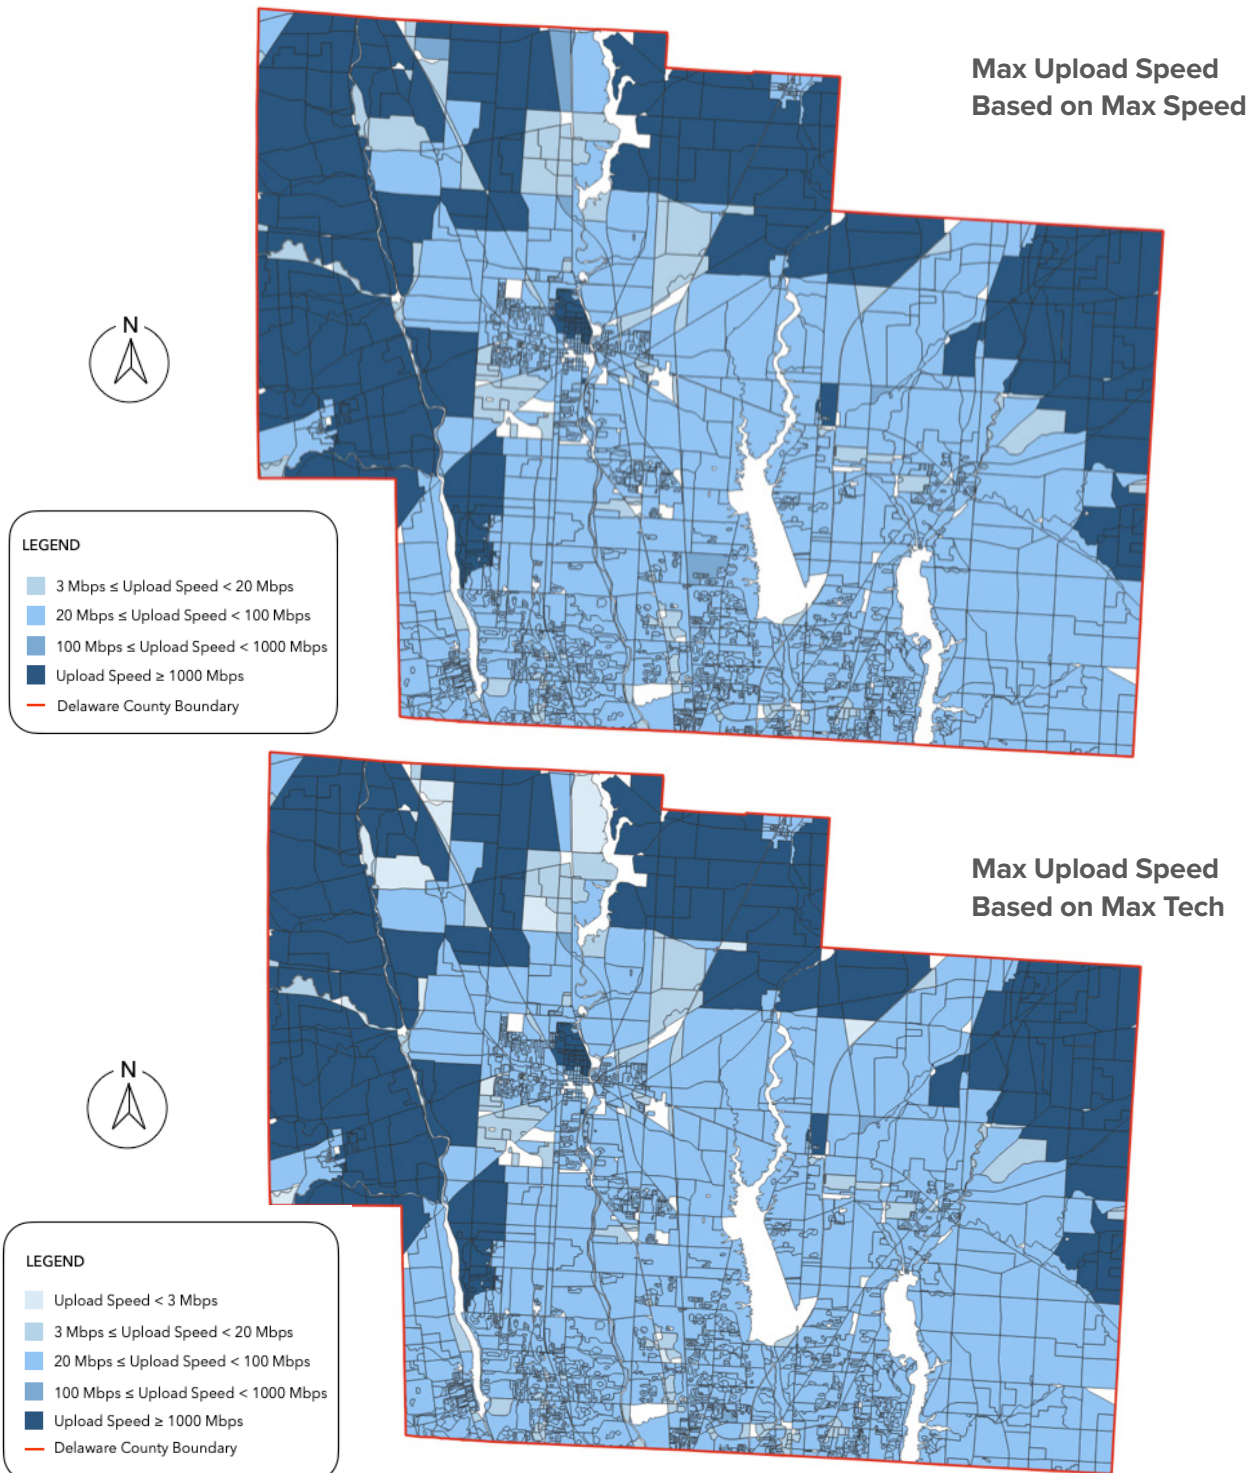 Max Upload Speed
Based on Max Speed
N
LEGEND
3 Mbps ≤ Upload Speed < 20 Mbps
20 Mbps ≤ Upload Speed < 100 Mbps
100 Mbps ≤ Upload Speed < 1000 Mbps
Upload Speed ≥ 1000 Mbps
Delaware County Boundary
Max Upload Speed
Based on Max Tech
N
LEGEND
Upload Speed < 3 Mbps
3 Mbps ≤ Upload Speed < 20 Mbps
20 Mbps ≤ Upload Speed < 100 Mbps
100 Mbps ≤ Upload Speed < 1000 Mbps
Upload Speed ≥ 1000 Mbps
Delaware County Boundary